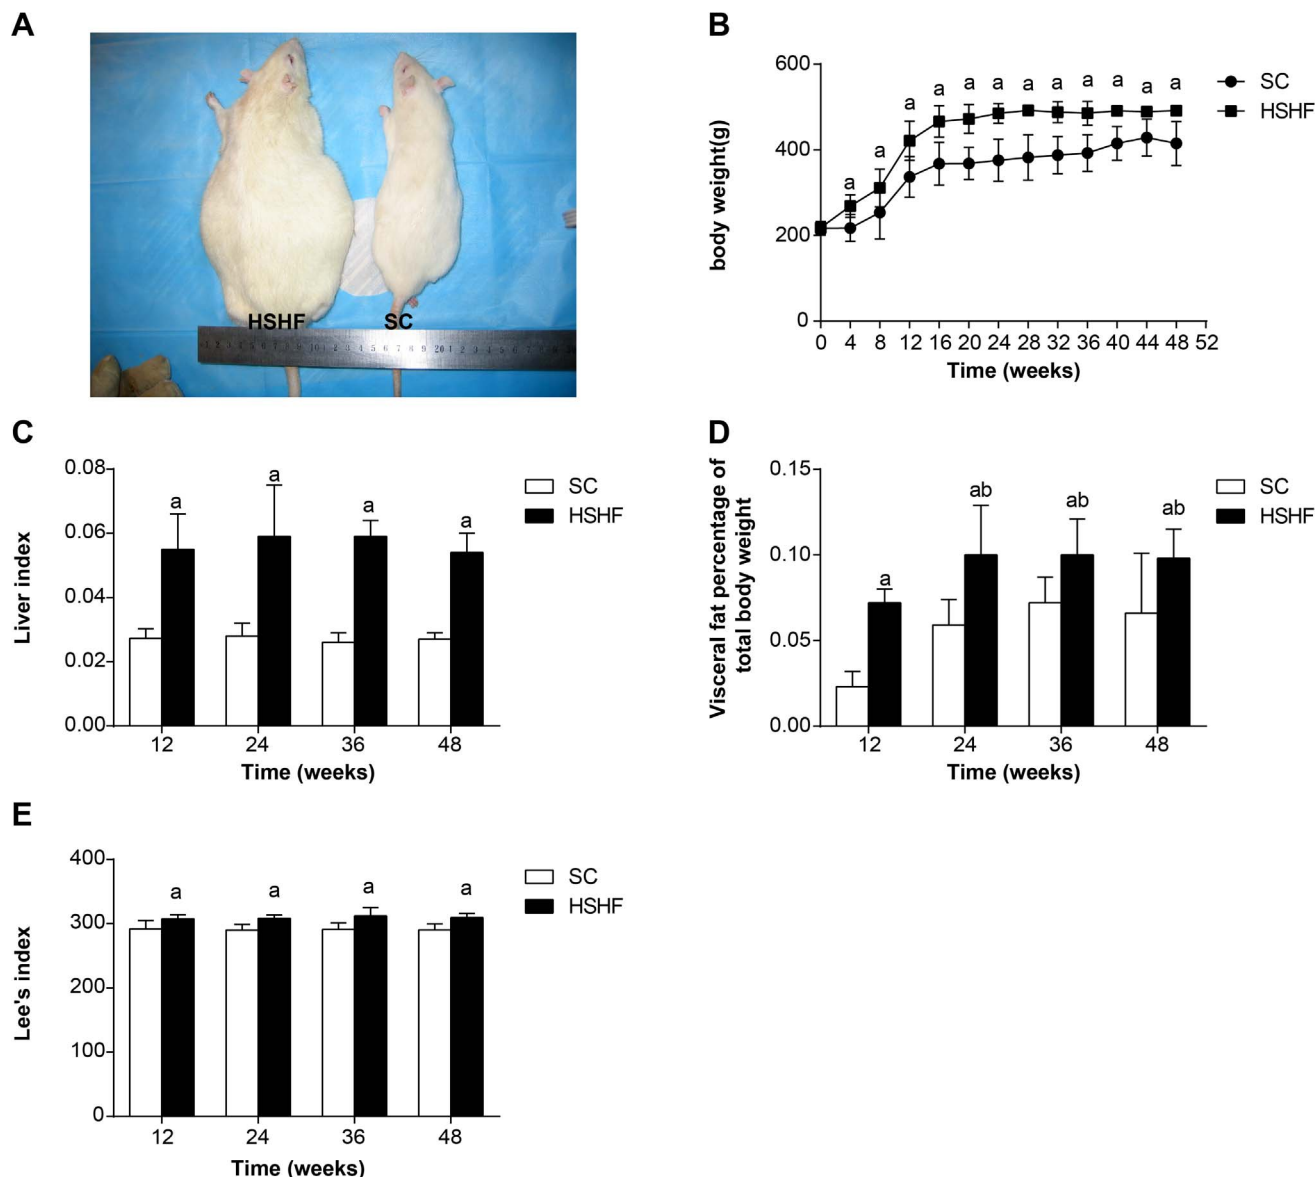 A
HSHF
SC
B
600
400
200
0
body weight(g)
a a a a a a a a a a a a
0 4 8 12 16 20 24 28 32 36 40 44 48 52
Time (weeks)
SC
HSHF
C
0.08
0.06
0.04
0.02
0.00
Liver index
a a a a
12 24 36 48
Time (weeks)
SC
HSHF
D
0.15
0.10
0.05
0.00
Visceral fat percentage of
total body weight
a ab ab ab
12 24 36 48
Time (weeks)
SC
HSHF
E
400
300
200
100
0
Lee's index
a a a a
12 24 36 48
Time (weeks)
SC
HSHF